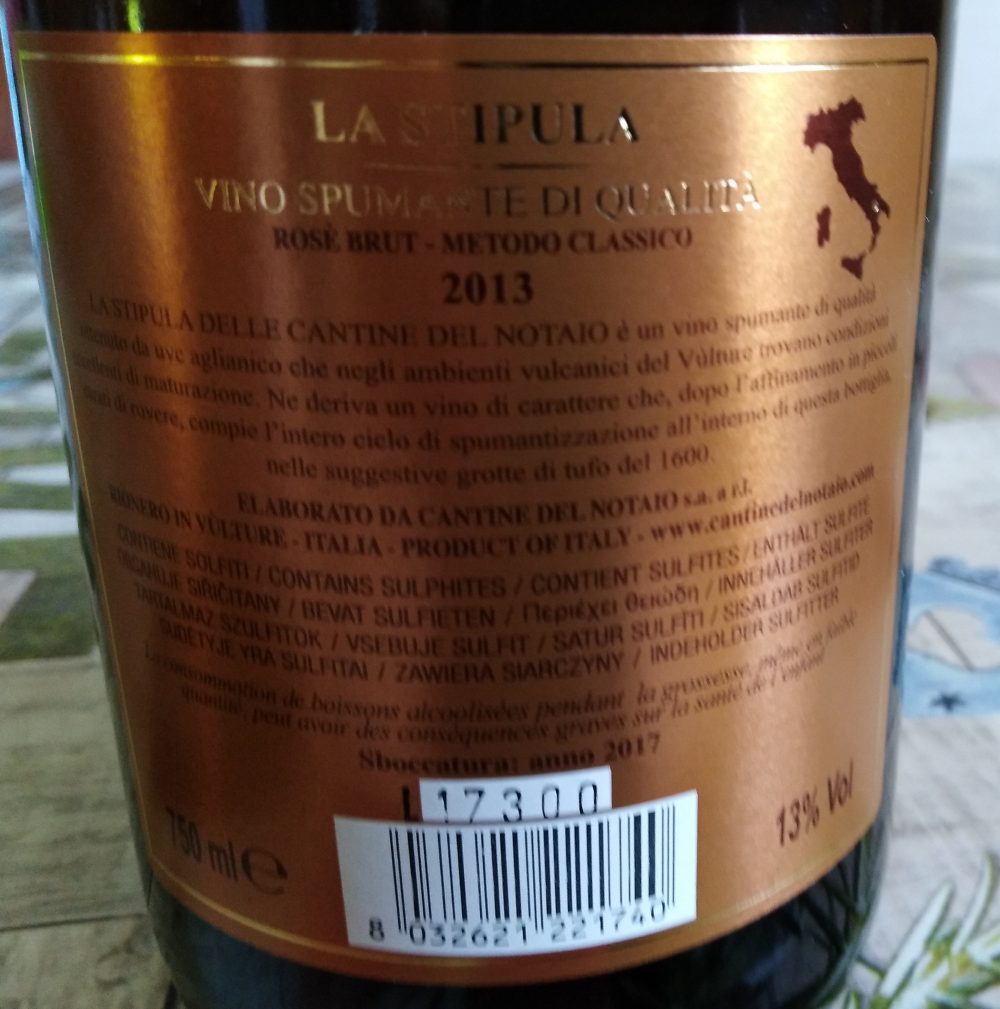 LA STIPULA
VINO SPUMANTE DI QUALITÀ
ROSÈ BRUT - METODO CLASSICO
2013
LA STIPULA DELLE CANTINE DEL NOTAIO è un vino spumante di qualità
ottenuto da uve aglianico che negli ambienti vulcanici del Vùlture trovano condizioni
eccellenti di maturazione. Ne deriva un vino di carattere che, dopo l'affinamento in piccoli
carati di rovere, compie l'intero ciclo di spumantizzazione all'interno di questa bottiglia,
nelle suggestive grotte di tufo del 1600.
ELABORATO DA CANTINE DEL NOTAIO s.a. a r.l.
RIONERO IN VULTURE - ITALIA - PRODUCT OF ITALY - www.cantinedelnotaio.com
CONTIENE SOLFITI / CONTAINS SULPHITES / CONTIENT SULFITES / ENTHÄLT SULFITE
OBSAHUJE SIŘIČITANY / BEVAT SULFIETEN / Περιέχει θειώδη / INNEHÅLLER SULFITER
TARTALMAZ SZULFITOK / VSEBUJE SULFIT / SATUR SULFĪTI / SISALDAB SULFITID
SUDĖTYJE YRA SULFITAI / ZAWIERA SIARCZYNY / INDEHOLDER SULFITTER
La consommation de boissons alcoolisées pendant la grossesse, même en faible
quantité, peut avoir des conséquences graves sur la santé de l'enfant
Sboccatura: anno 2017
L 17300
750 ml e
13% Vol
8 032621 221740